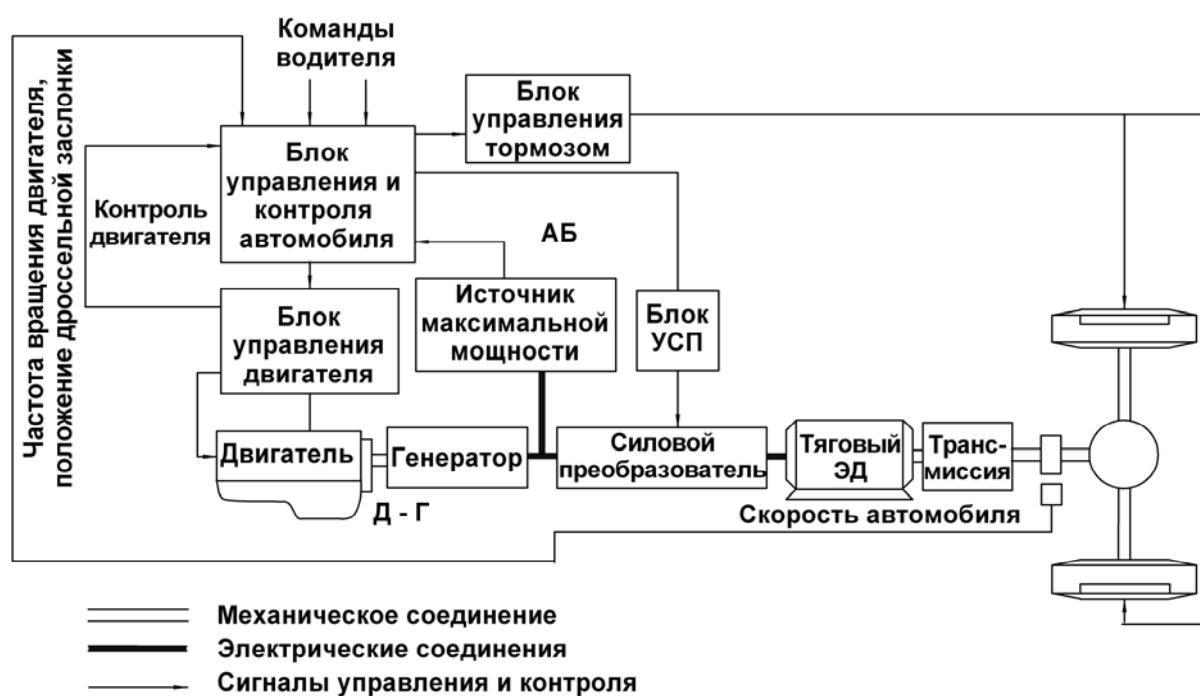 Команды
водителя
Частота вращения двигателя,
положение дроссельной заслонки
Блок
управления
тормозом
Блок
управления и
контроля
автомобиля
Контроль
двигателя
АБ
Источник
максимальной
мощности
Блок
УСП
Блок
управления
двигателя
Двигатель
Генератор
Силовой
преобразователь
Тяговый
ЭД
Транс-
миссия
Д - Г
Скорость автомобиля
Механическое соединение
Электрические соединения
Сигналы управления и контроля